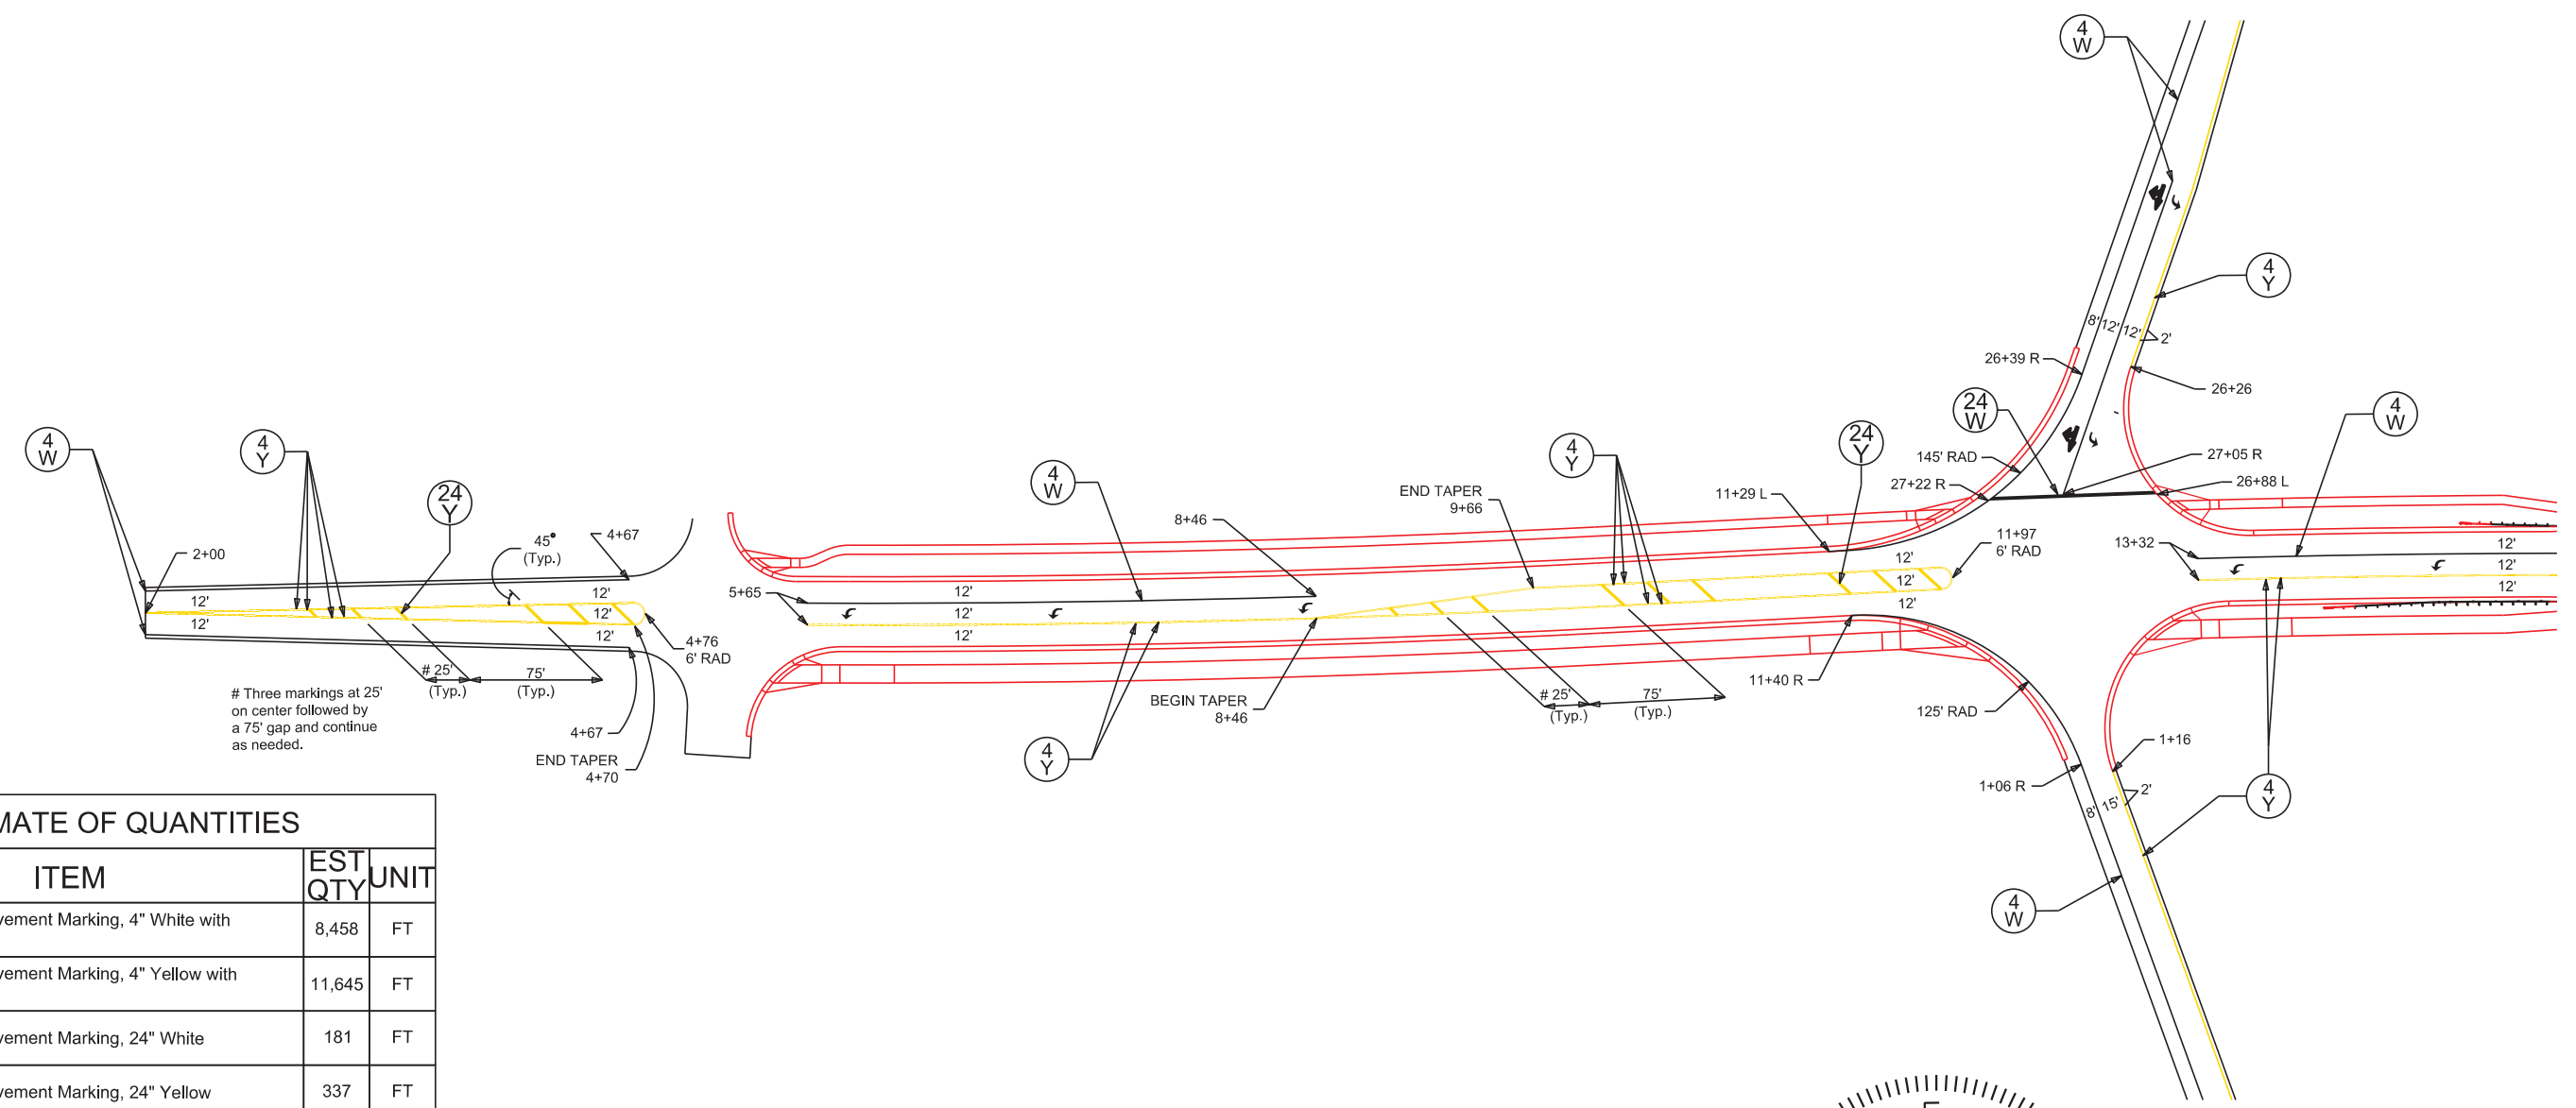 4
W
4
Y
4
W
24
W
4
W
4
Y
24
Y
4
W
4
Y
24
Y
2+00
45°
(Typ.)
4+67
12'
12'
12'
12'
12'
# 25'
(Typ.)
75'
(Typ.)
4+76
6' RAD
# Three markings at 25'
on center followed by
a 75' gap and continue
as needed.
4+67
END TAPER
4+70
5+65
12'
12'
12'
8+46
END TAPER
9+66
BEGIN TAPER
8+46
4
Y
# 25'
(Typ.)
75'
(Typ.)
11+29 L
11+40 R
12'
12'
12'
11+97
6' RAD
26+39 R
8'
12'
12'
2'
26+26
145' RAD
27+22 R
27+05 R
26+88 L
13+32
12'
12'
12'
125' RAD
1+16
1+06 R
8'
15'
2'
4
Y
4
W
MATE OF QUANTITIES
ITEM
EST
QTY
UNIT
vement Marking, 4" White with
8,458
FT
vement Marking, 4" Yellow with
11,645
FT
vement Marking, 24" White
181
FT
vement Marking, 24" Yellow
337
FT